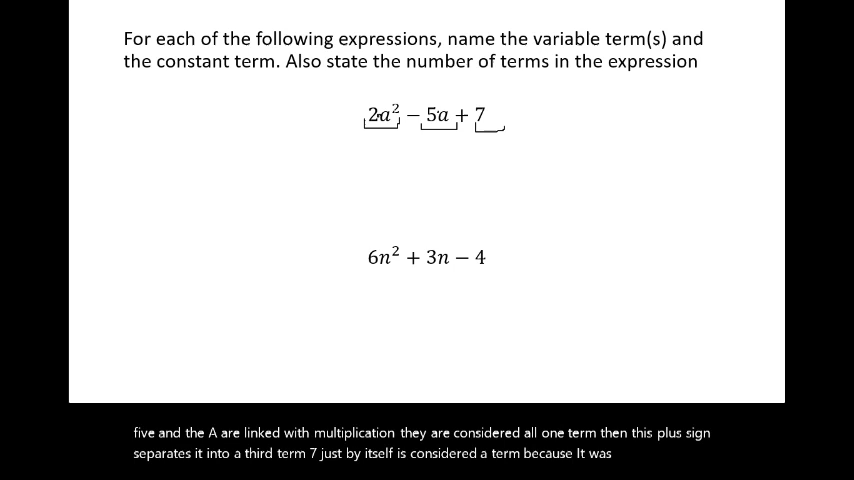 For each of the following expressions, name the variable term(s) and
the constant term. Also state the number of terms in the expression
2a² − 5a + 7
6n² + 3n − 4
five and the A are linked with multiplication they are considered all one term then this plus sign
separates it into a third term 7 just by itself is considered a term because It was